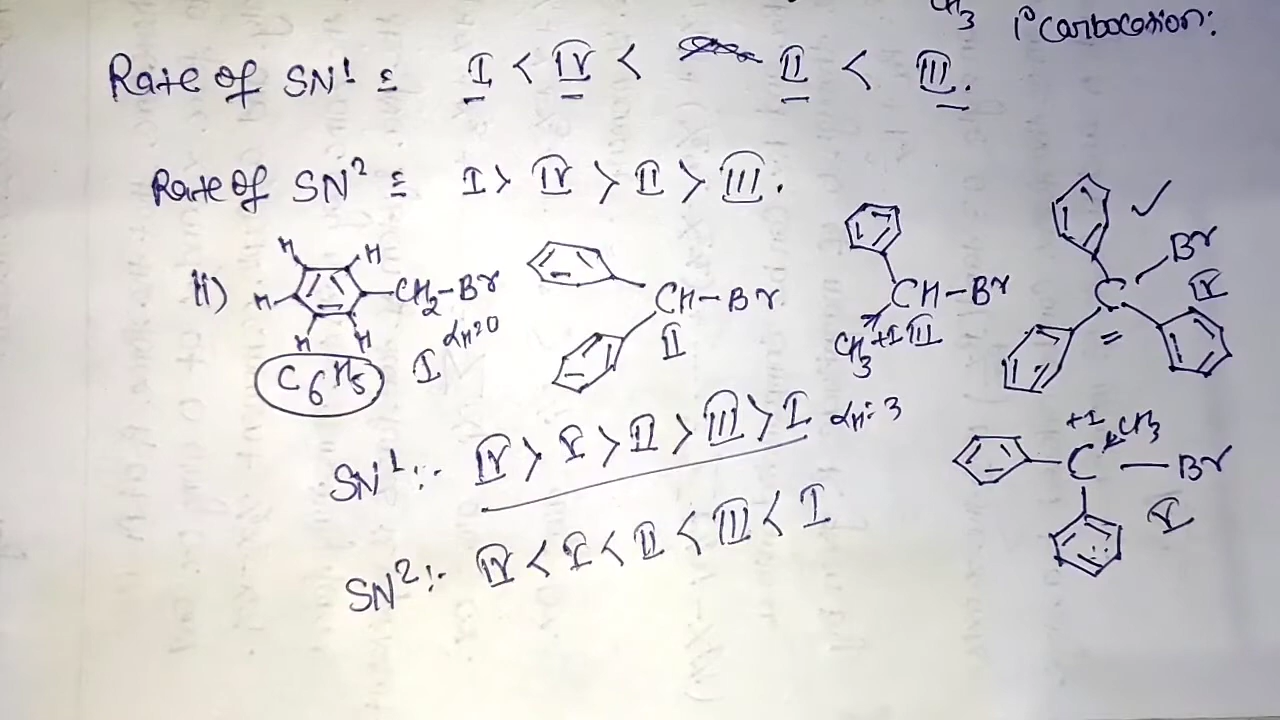 CH3 1° Carbocation:
Rate of SN1 : I < IV < II < III.
Rate of SN2 : I > IV > II > III.
ii) H H H H H CH2-Br
C6H5 I αH=0
CH-Br II
CH-Br CH3 +I III
C Br IV
SN1:- IV > V > II > III > I αH=3
+I CH3 C — Br V
SN2:- IV < V < II < III < I